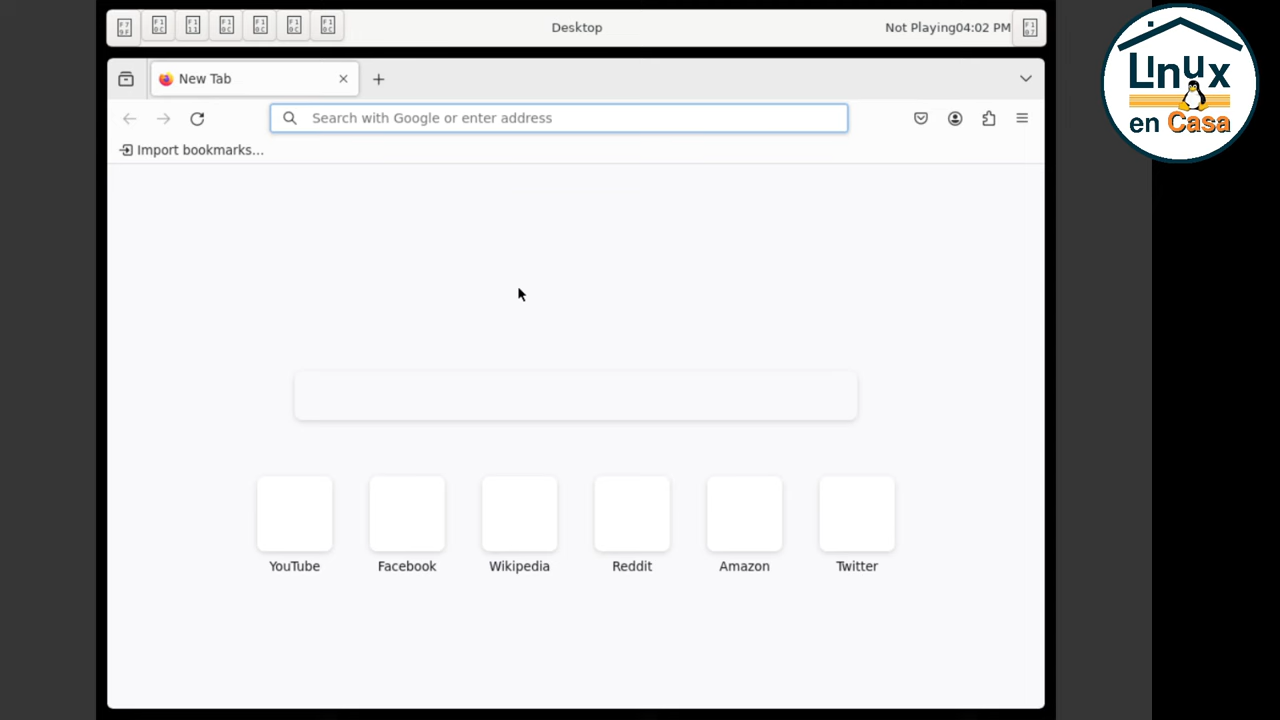 Desktop
Not Playing04:02 PM
New Tab
Search with Google or enter address
Import bookmarks...
YouTube
Facebook
Wikipedia
Reddit
Amazon
Twitter
Linux
en Casa